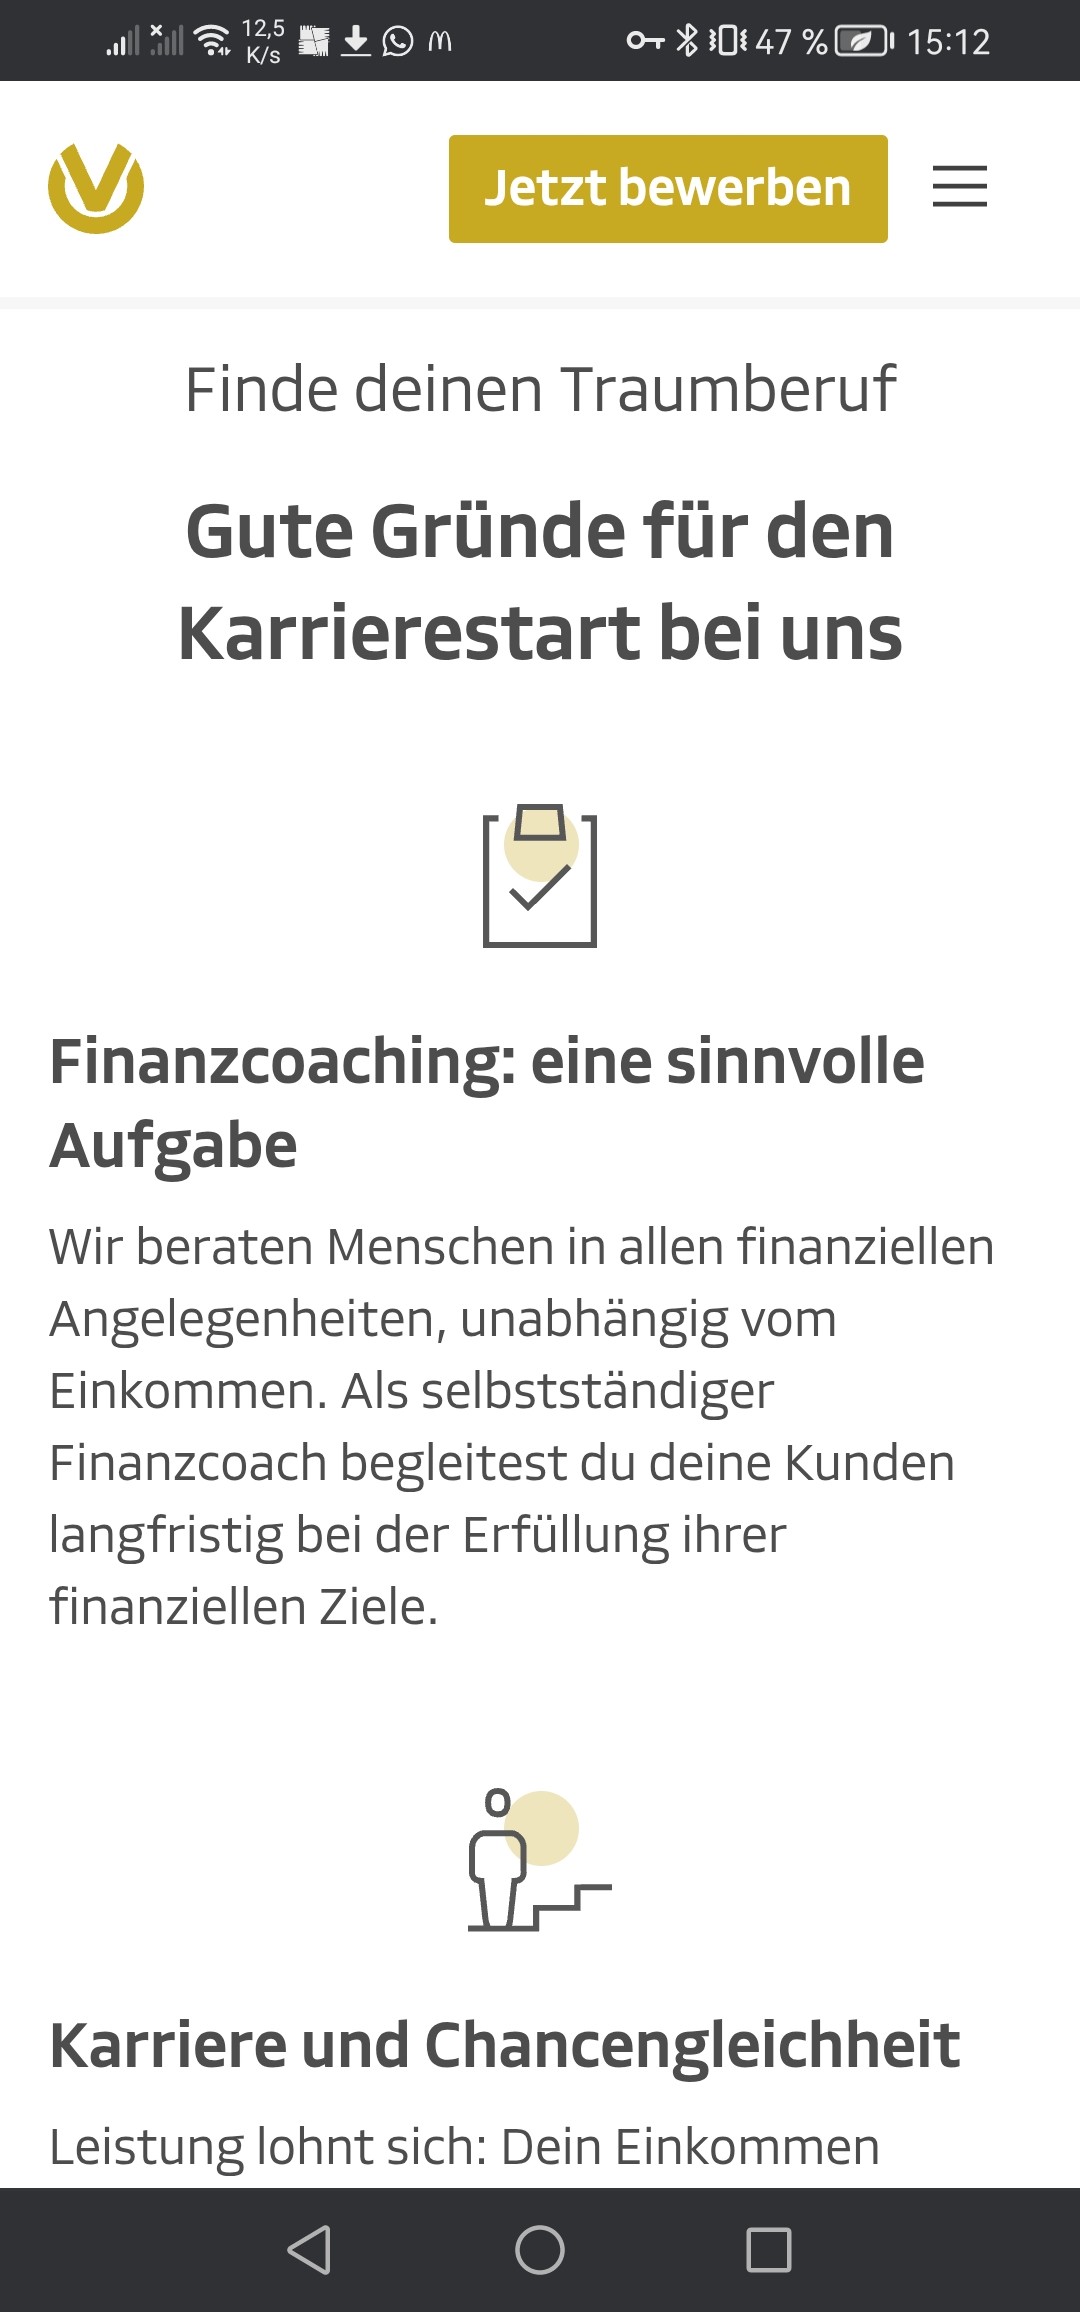 12,5 K/s 47 % 15:12
Jetzt bewerben
Finde deinen Traumberuf
Gute Gründe für den
Karrierestart bei uns
Finanzcoaching: eine sinnvolle
Aufgabe
Wir beraten Menschen in allen finanziellen
Angelegenheiten, unabhängig vom
Einkommen. Als selbstständiger
Finanzcoach begleitest du deine Kunden
langfristig bei der Erfüllung ihrer
finanziellen Ziele.
Karriere und Chancengleichheit
Leistung lohnt sich: Dein Einkommen